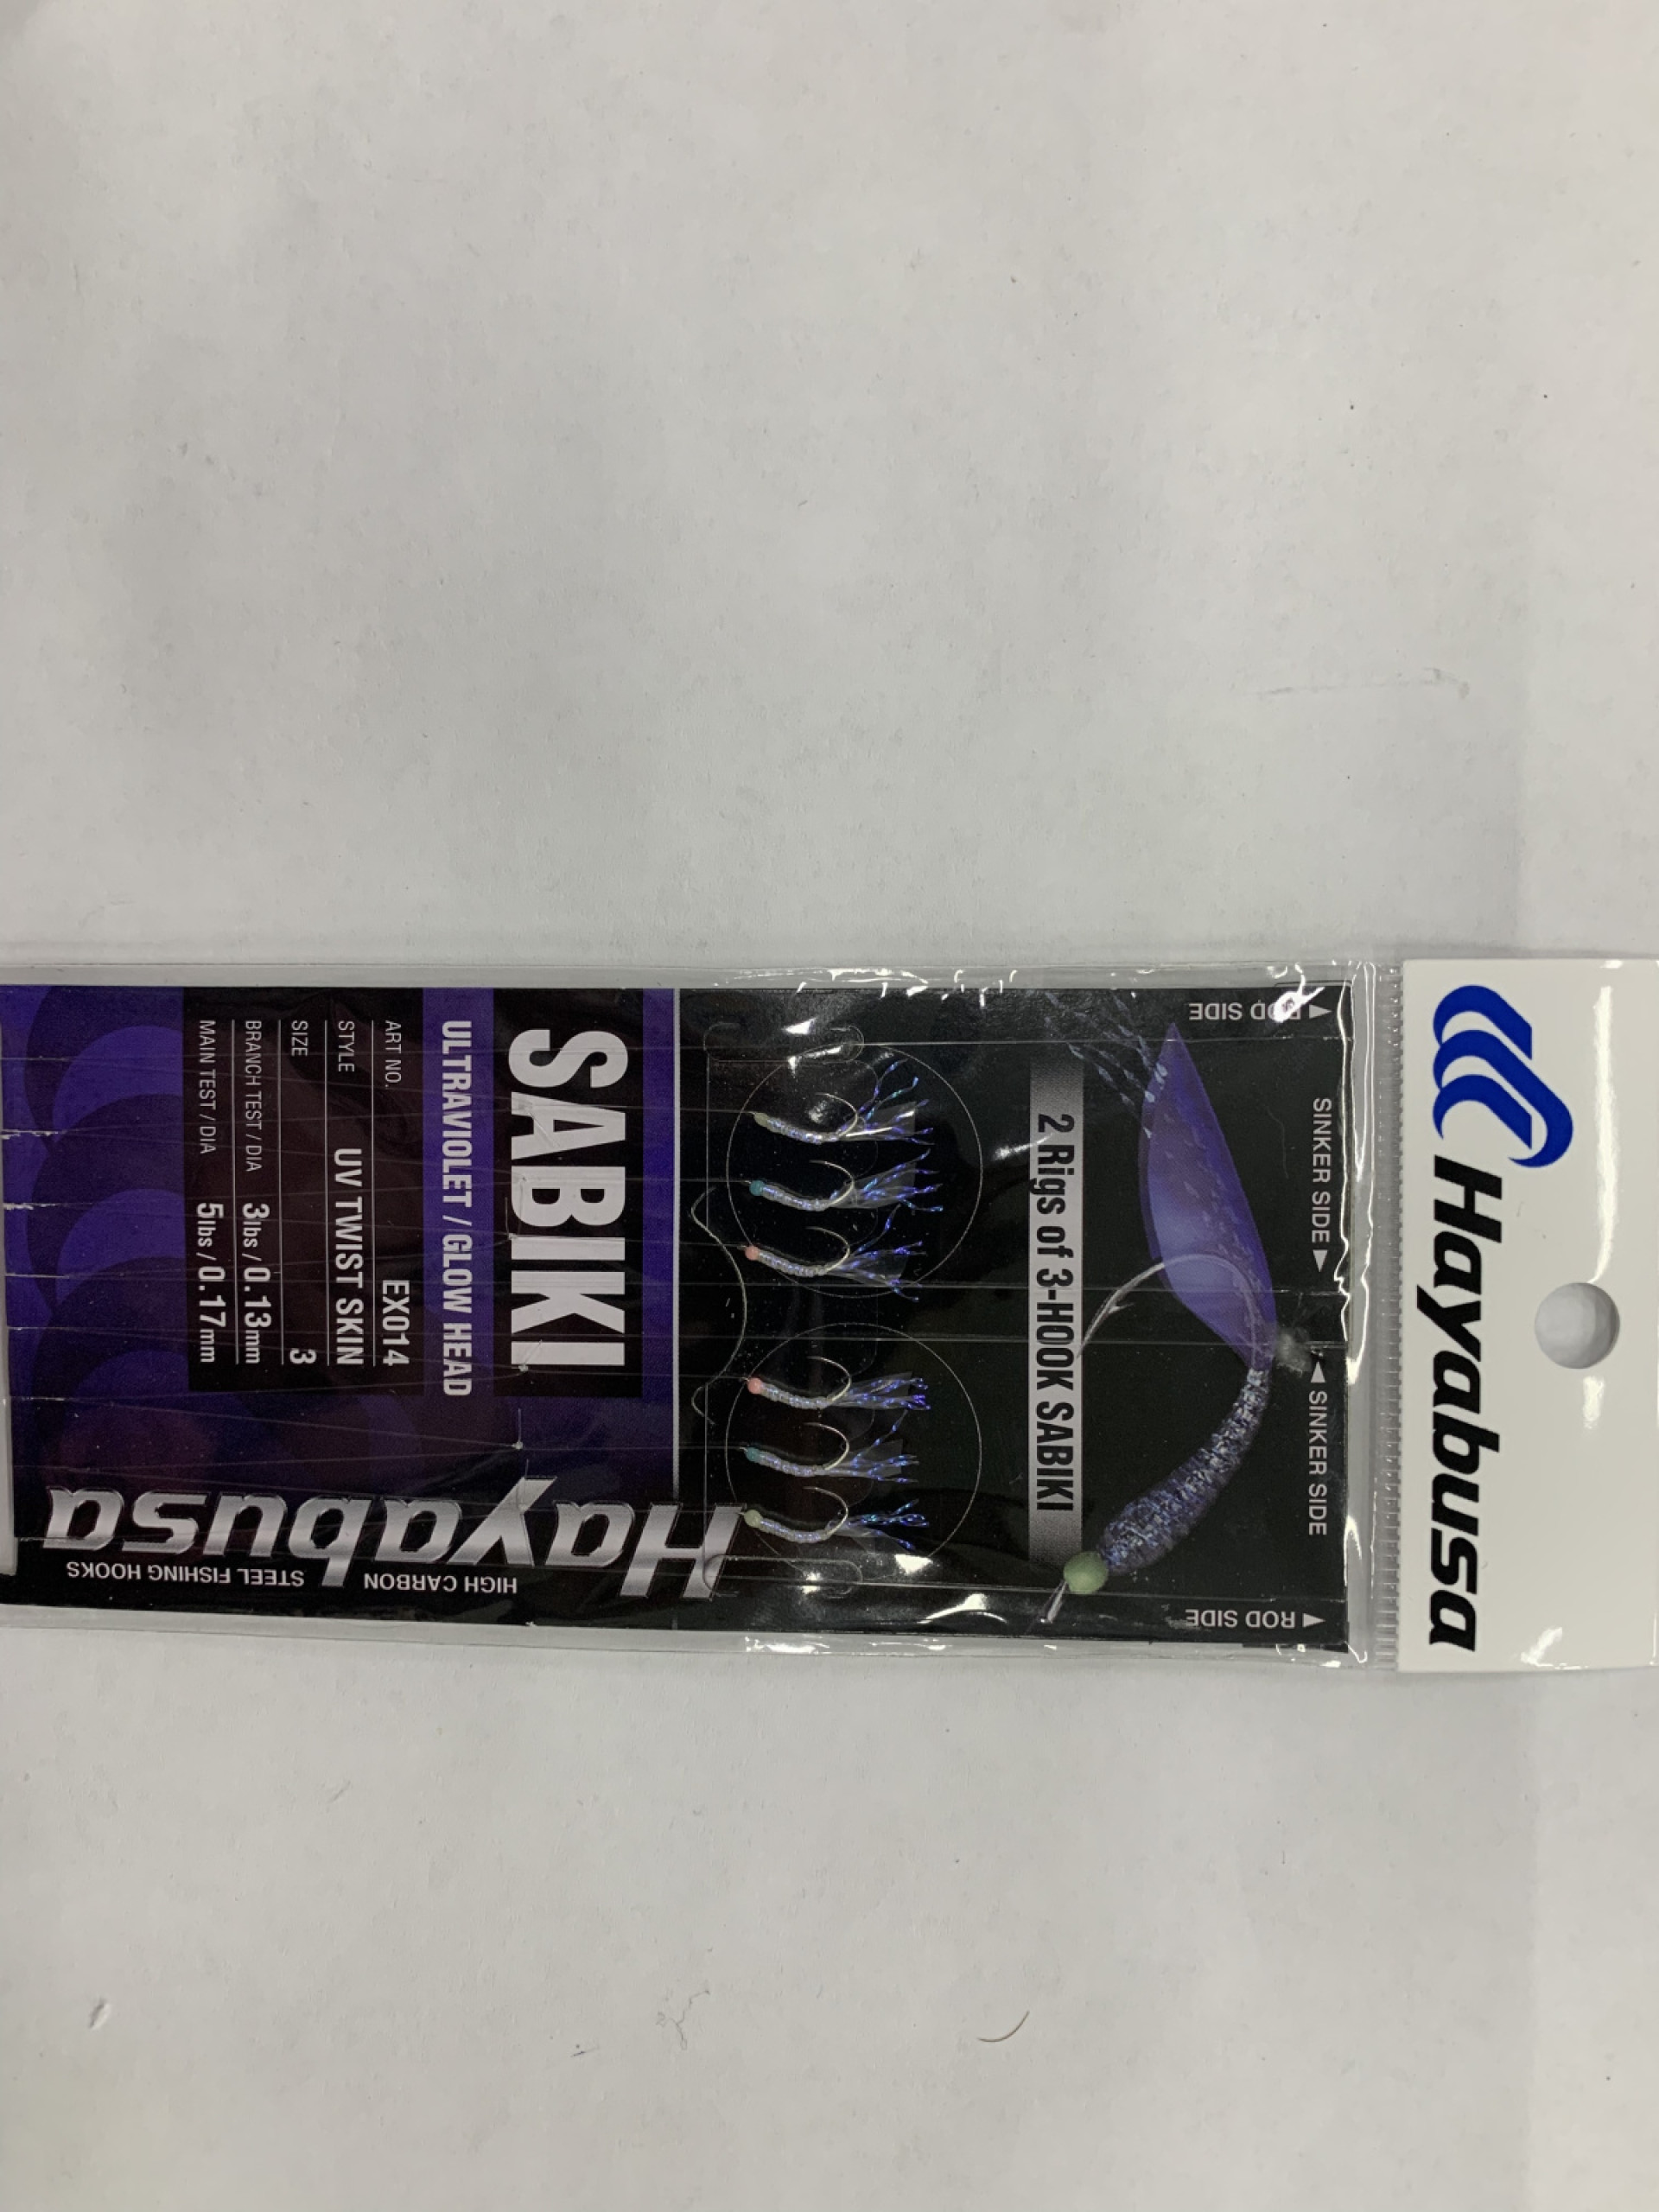 Hayabusa
SINKER SIDE
SINKER SIDE
ROD SIDE
ROD SIDE
2 Rigs of 3-HOOK SABIKI
SABIKI
ULTRAVIOLET / GLOW HEAD
ART NO. EX014
STYLE UV TWIST SKIN
SIZE 3
BRANCH TEST / DIA 3lbs / 0.13mm
MAIN TEST / DIA 5lbs / 0.17mm
Hayabusa
HIGH CARBON STEEL FISHING HOOKS